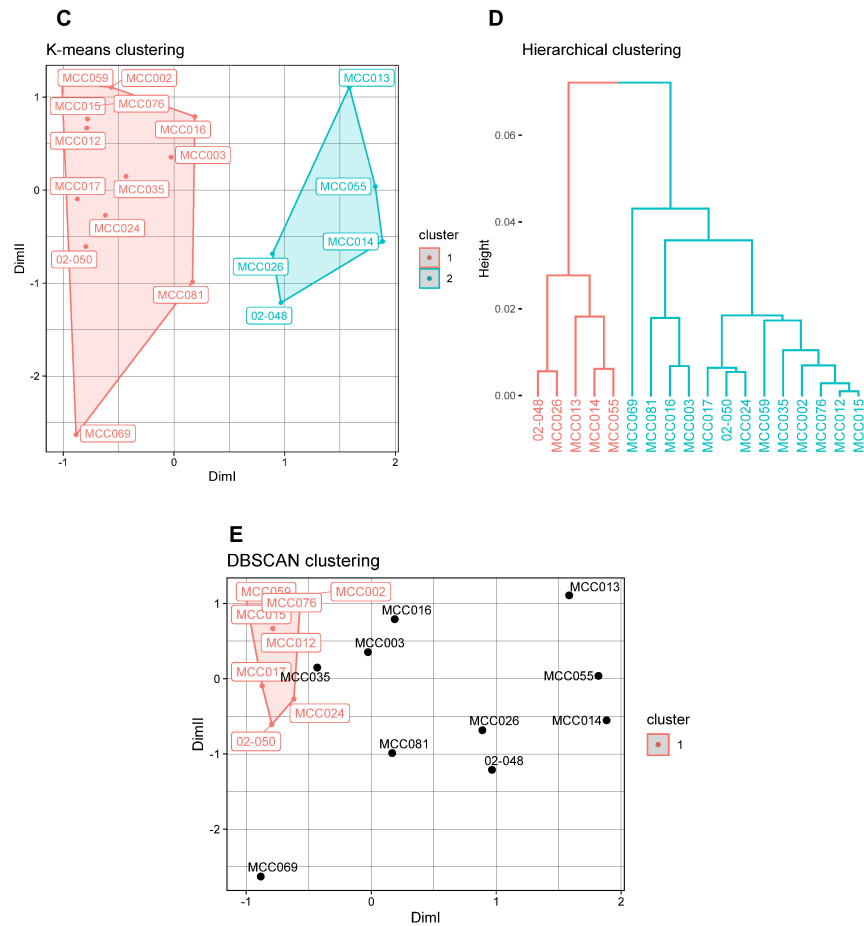 C
K-means clustering
MCC059
MCC002
MCC013
MCC015
MCC076
MCC016
MCC012
MCC003
MCC017
MCC035
MCC055
MCC024
02-050
MCC014
MCC026
MCC081
02-048
MCC069
1
0
-1
-2
-1
0
1
2
DimI
DimII
cluster
1
2
D
Hierarchical clustering
Height
0.06
0.04
0.02
0.00
02-048
MCC026
MCC013
MCC014
MCC055
MCC069
MCC081
MCC016
MCC003
MCC017
02-050
MCC024
MCC059
MCC035
MCC002
MCC076
MCC012
MCC015
E
DBSCAN clustering
MCC059
MCC002
MCC013
MCC076
MCC015
MCC016
MCC012
MCC003
MCC017
MCC035
MCC055
MCC024
MCC014
MCC026
02-050
MCC081
02-048
MCC069
1
0
-1
-2
-1
0
1
2
DimI
DimII
cluster
1